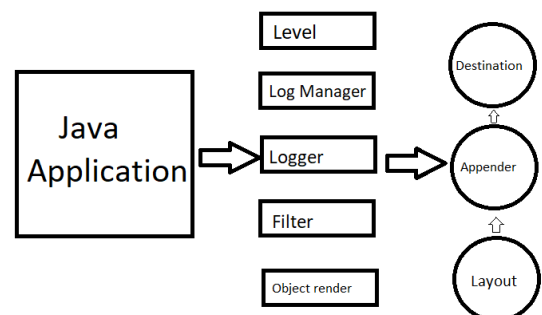 Java
Application
Level
Log Manager
Logger
Filter
Object render
Destination
Appender
Layout